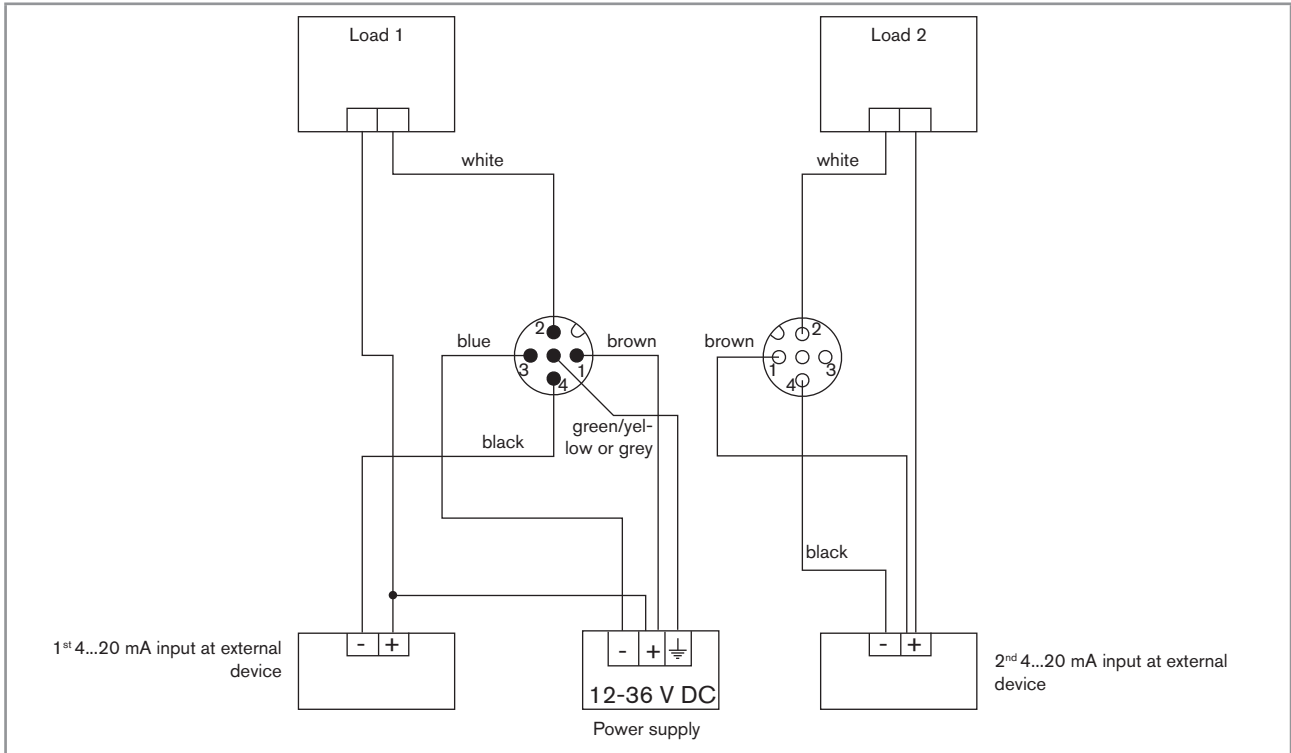 Load 1
Load 2
white
white
2
2
blue
brown
brown
3
1
1
3
4
4
green/yel-
low or grey
black
black
1st 4...20 mA input at external
device
- +
- +
- +
2nd 4...20 mA input at external
device
12-36 V DC
Power supply